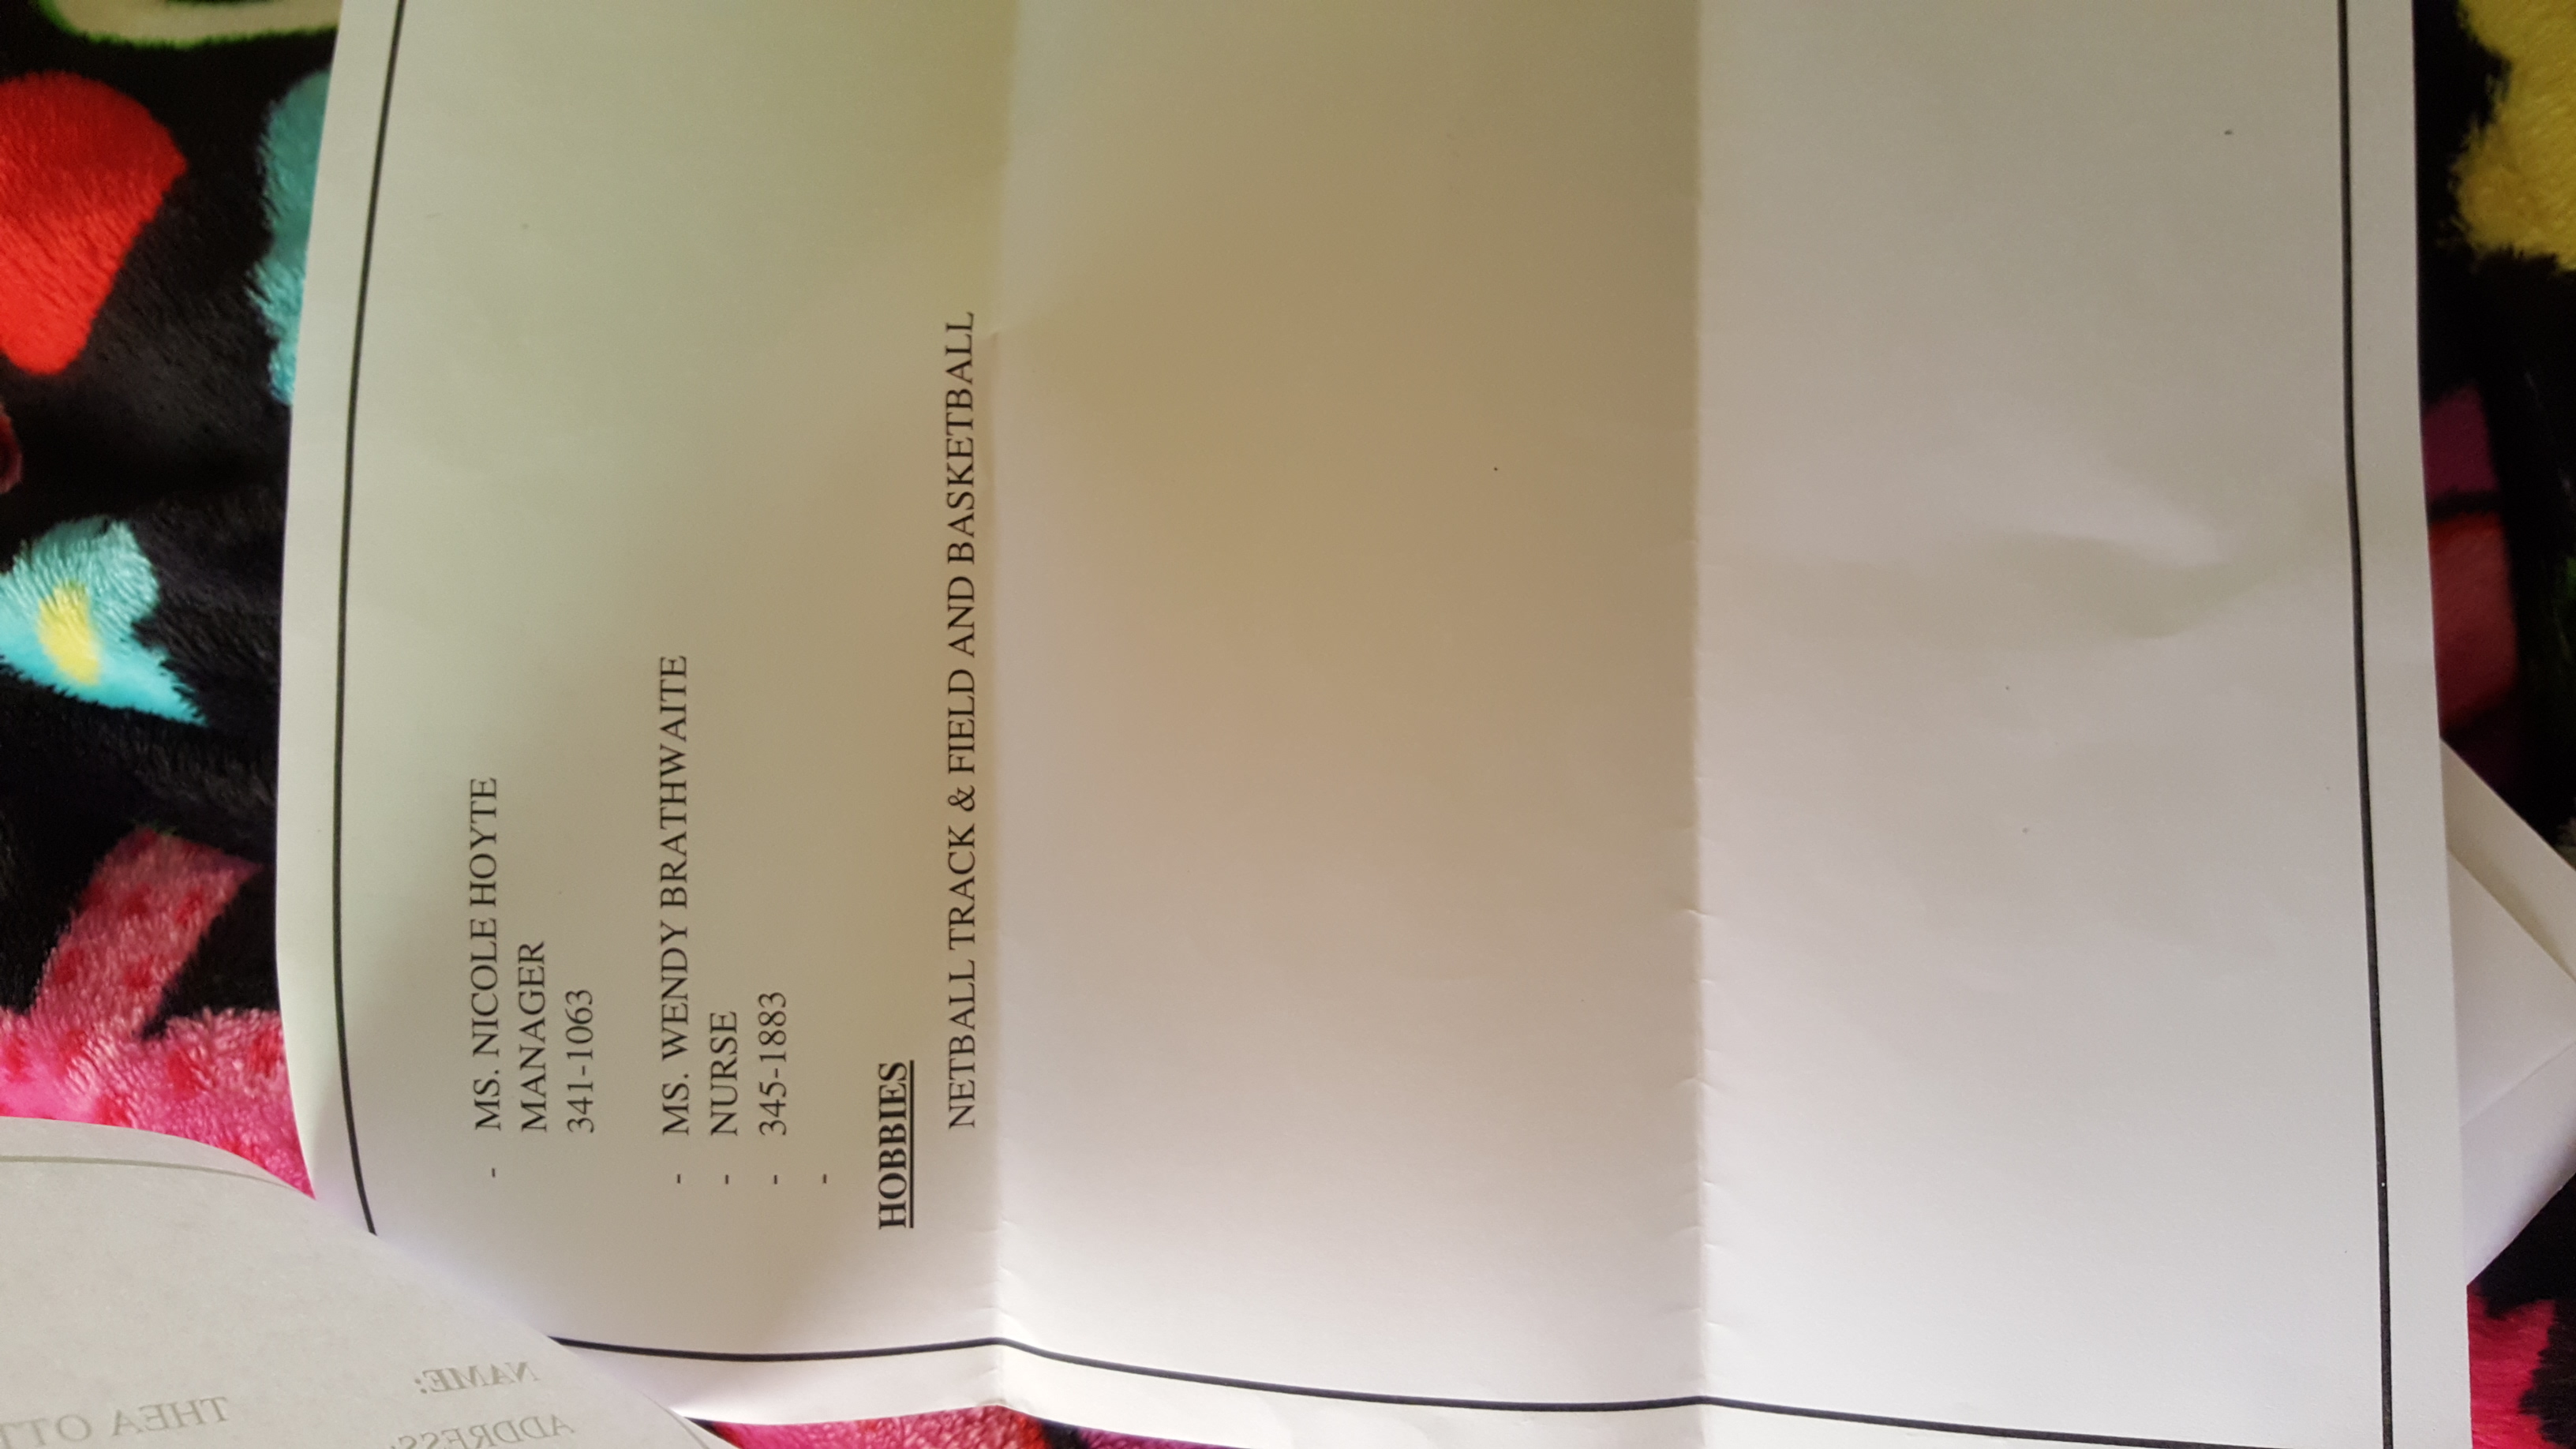 THEA OTT
NAME:
ADDRESS:
- MS. NICOLE HOYTE
MANAGER
341-1063
- MS. WENDY BRATHWAITE
- NURSE
- 345-1883
-
HOBBIES
NETBALL TRACK & FIELD AND BASKETBALL